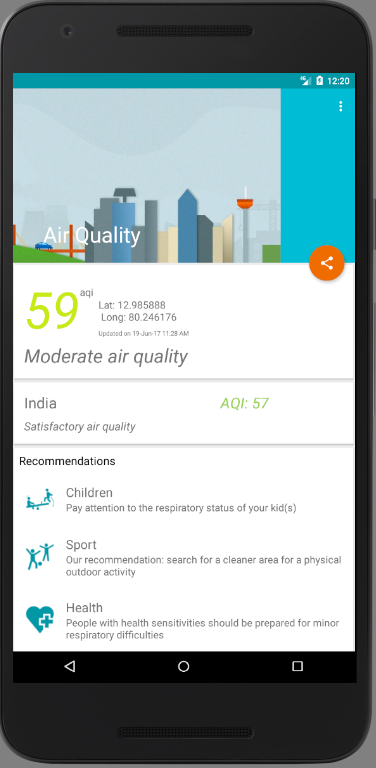 4G 12:20
Air Quality
59 aqi
Lat: 12.985888
Long: 80.246176
Updated on 19-Jun-17 11:28 AM
Moderate air quality
India AQI: 57
Satisfactory air quality
Recommendations
Children
Pay attention to the respiratory status of your kid(s)
Sport
Our recommendation: search for a cleaner area for a physical
outdoor activity
Health
People with health sensitivities should be prepared for minor
respiratory difficulties